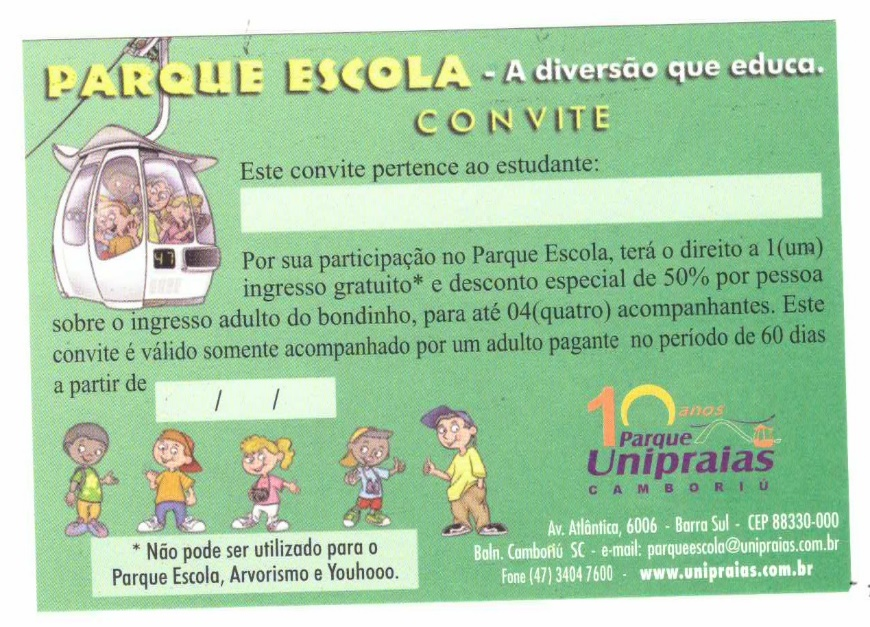 PARQUE ESCOLA - A diversão que educa.
CONVITE
Este convite pertence ao estudante:
Por sua participação no Parque Escola, terá o direito a 1(um)
ingresso gratuito* e desconto especial de 50% por pessoa
sobre o ingresso adulto do bondinho, para até 04(quatro) acompanhantes. Este
convite é válido somente acompanhado por um adulto pagante no período de 60 dias
a partir de / /
47
10 anos
Parque
Unipraias
CAMBORIÚ
* Não pode ser utilizado para o
Parque Escola, Arvorismo e Youhooo.
Av. Atlântica, 6006 - Barra Sul - CEP 88330-000
Baln. Camboriú SC - e-mail: parqueescola@unipraias.com.br
Fone (47) 3404 7600 - www.unipraias.com.br